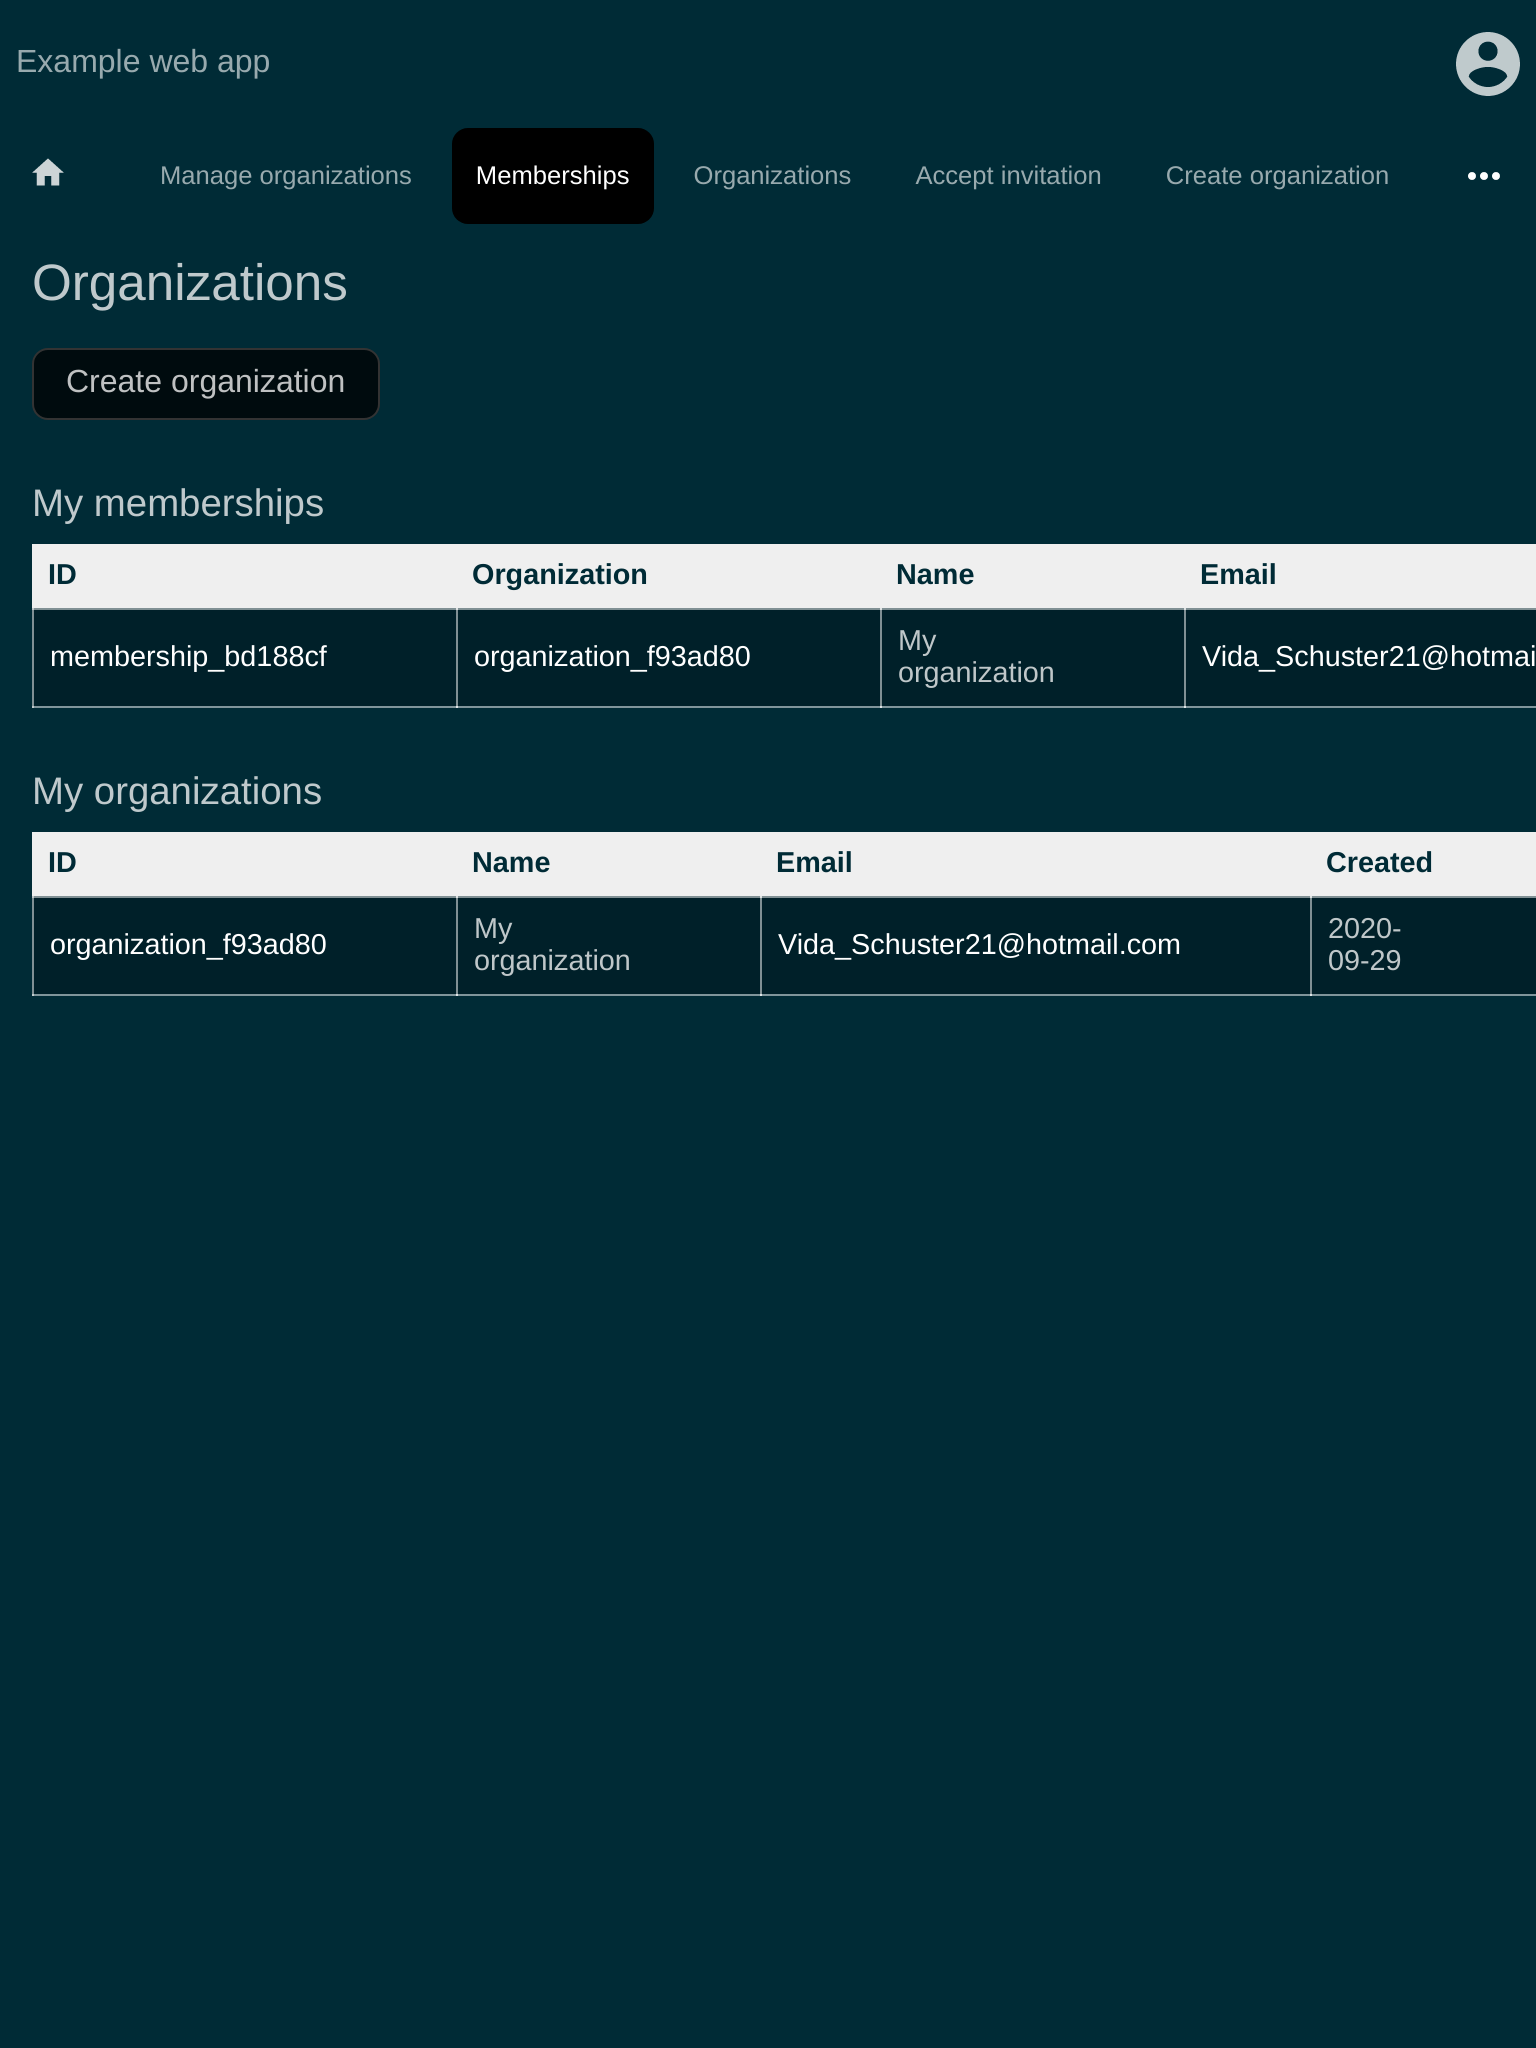 Example web app
Manage organizations Memberships Organizations Accept invitation Create organization
Organizations
Create organization
My memberships
ID Organization Name Email
membership_bd188cf organization_f93ad80 My organization Vida_Schuster21@hotmai
My organizations
ID Name Email Created
organization_f93ad80 My organization Vida_Schuster21@hotmail.com 2020-09-29